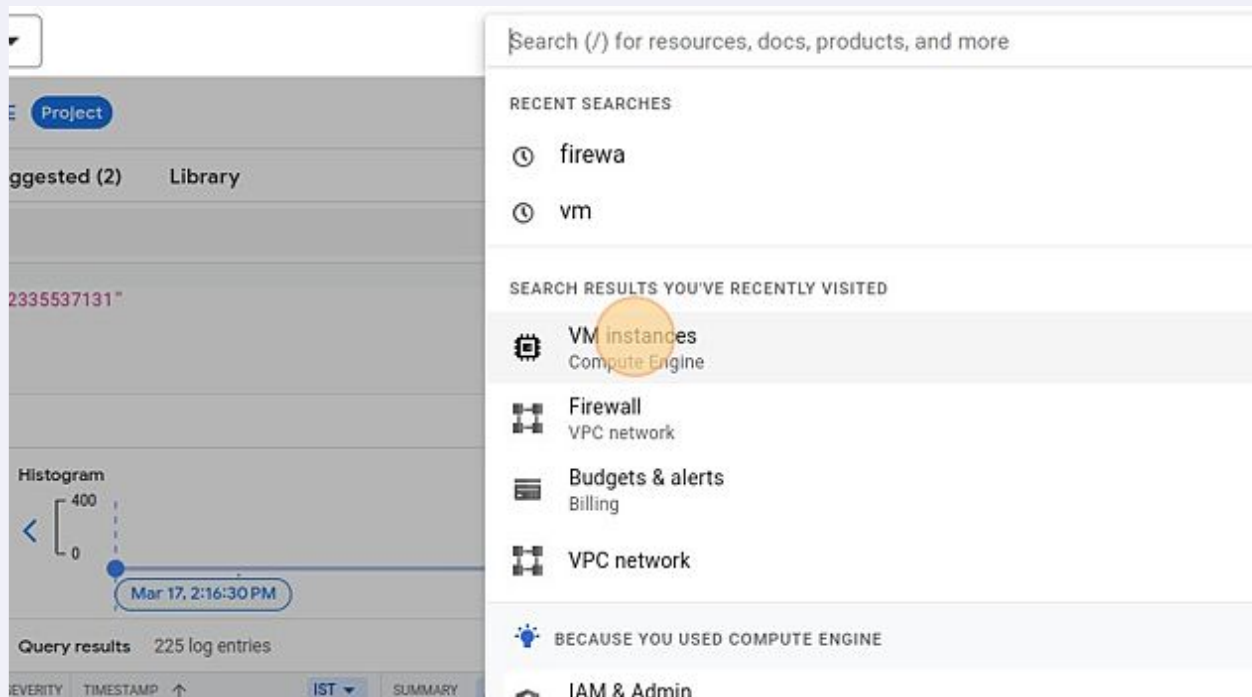 Search (/) for resources, docs, products, and more
Project
RECENT SEARCHES
firewa
vm
ggested (2) Library
SEARCH RESULTS YOU'VE RECENTLY VISITED
2335537131"
VM instances
Compute Engine
Firewall
VPC network
Budgets & alerts
Billing
VPC network
Histogram
400
0
Mar 17, 2:16:30 PM
BECAUSE YOU USED COMPUTE ENGINE
Query results 225 log entries
IAM & Admin
SEVERITY TIMESTAMP IST SUMMARY